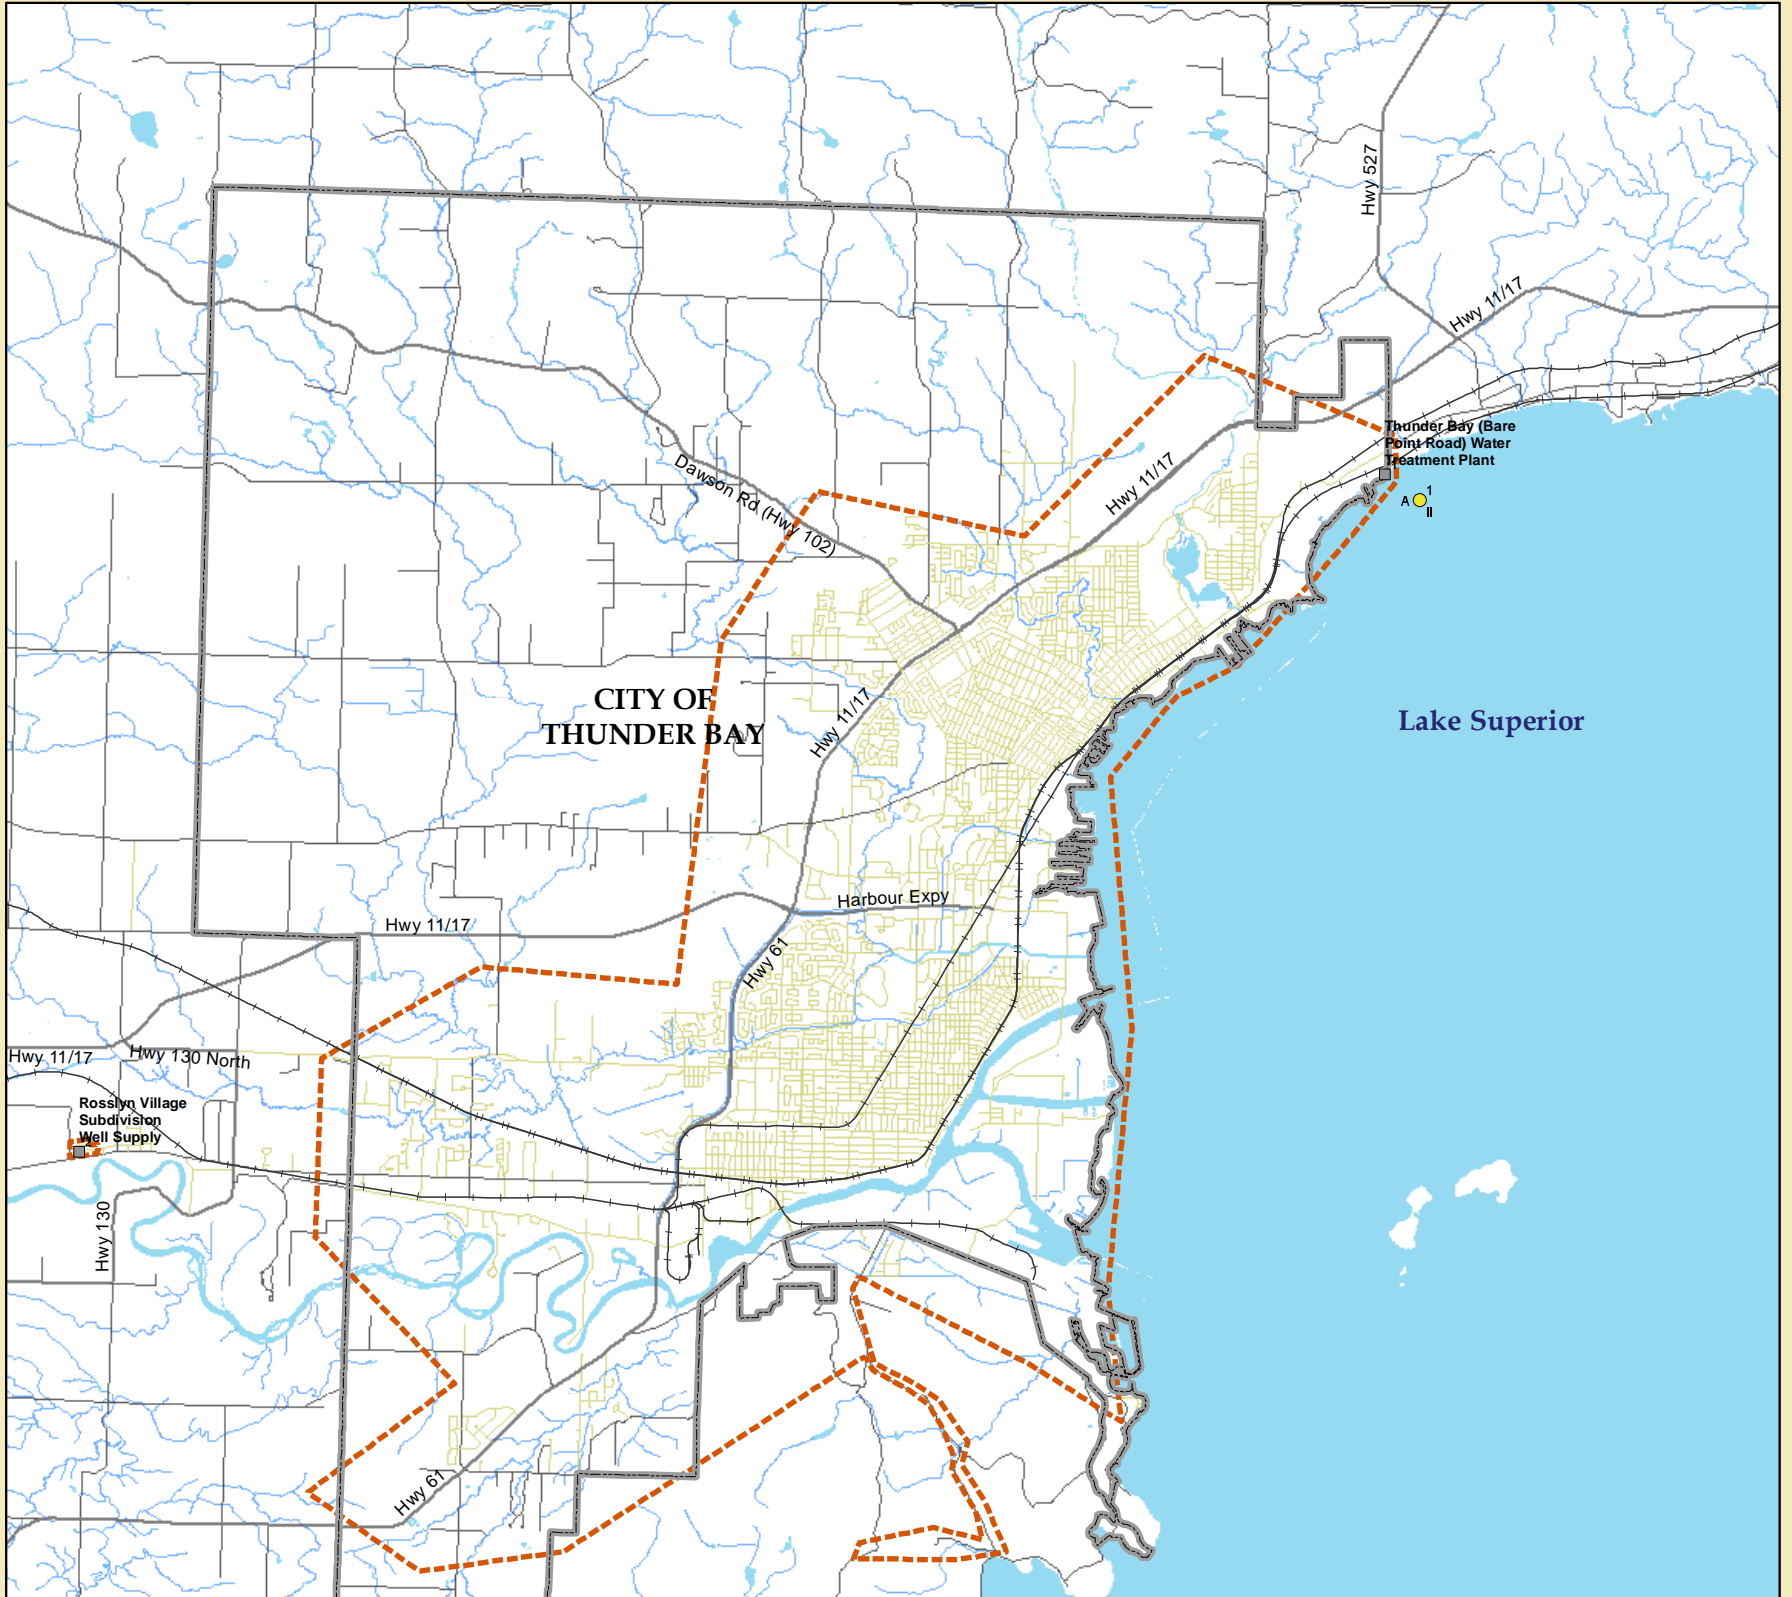 Hwy 527
Hwy 11/17
Thunder Bay (Bare
Point Road) Water
Treatment Plant
A
1
II
Dawson Rd (Hwy 102)
Hwy 11/17
CITY OF
THUNDER BAY
Hwy 11/17
Lake Superior
Harbour Expy
Hwy 11/17
Hwy 61
Hwy 11/17
Hwy 130 North
Rosslyn Village
Subdivision
Well Supply
Hwy 130
Hwy 61